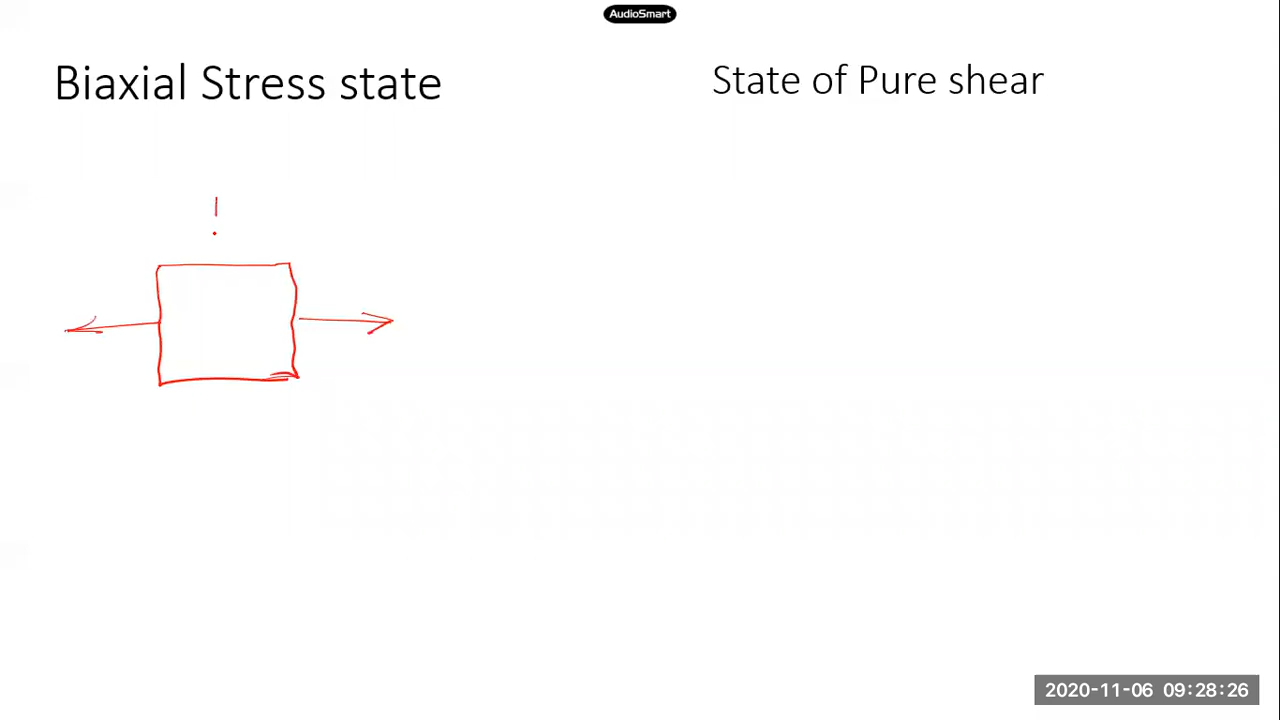 AudioSmart
Biaxial Stress state
State of Pure shear
2020-11-06 09:28:26